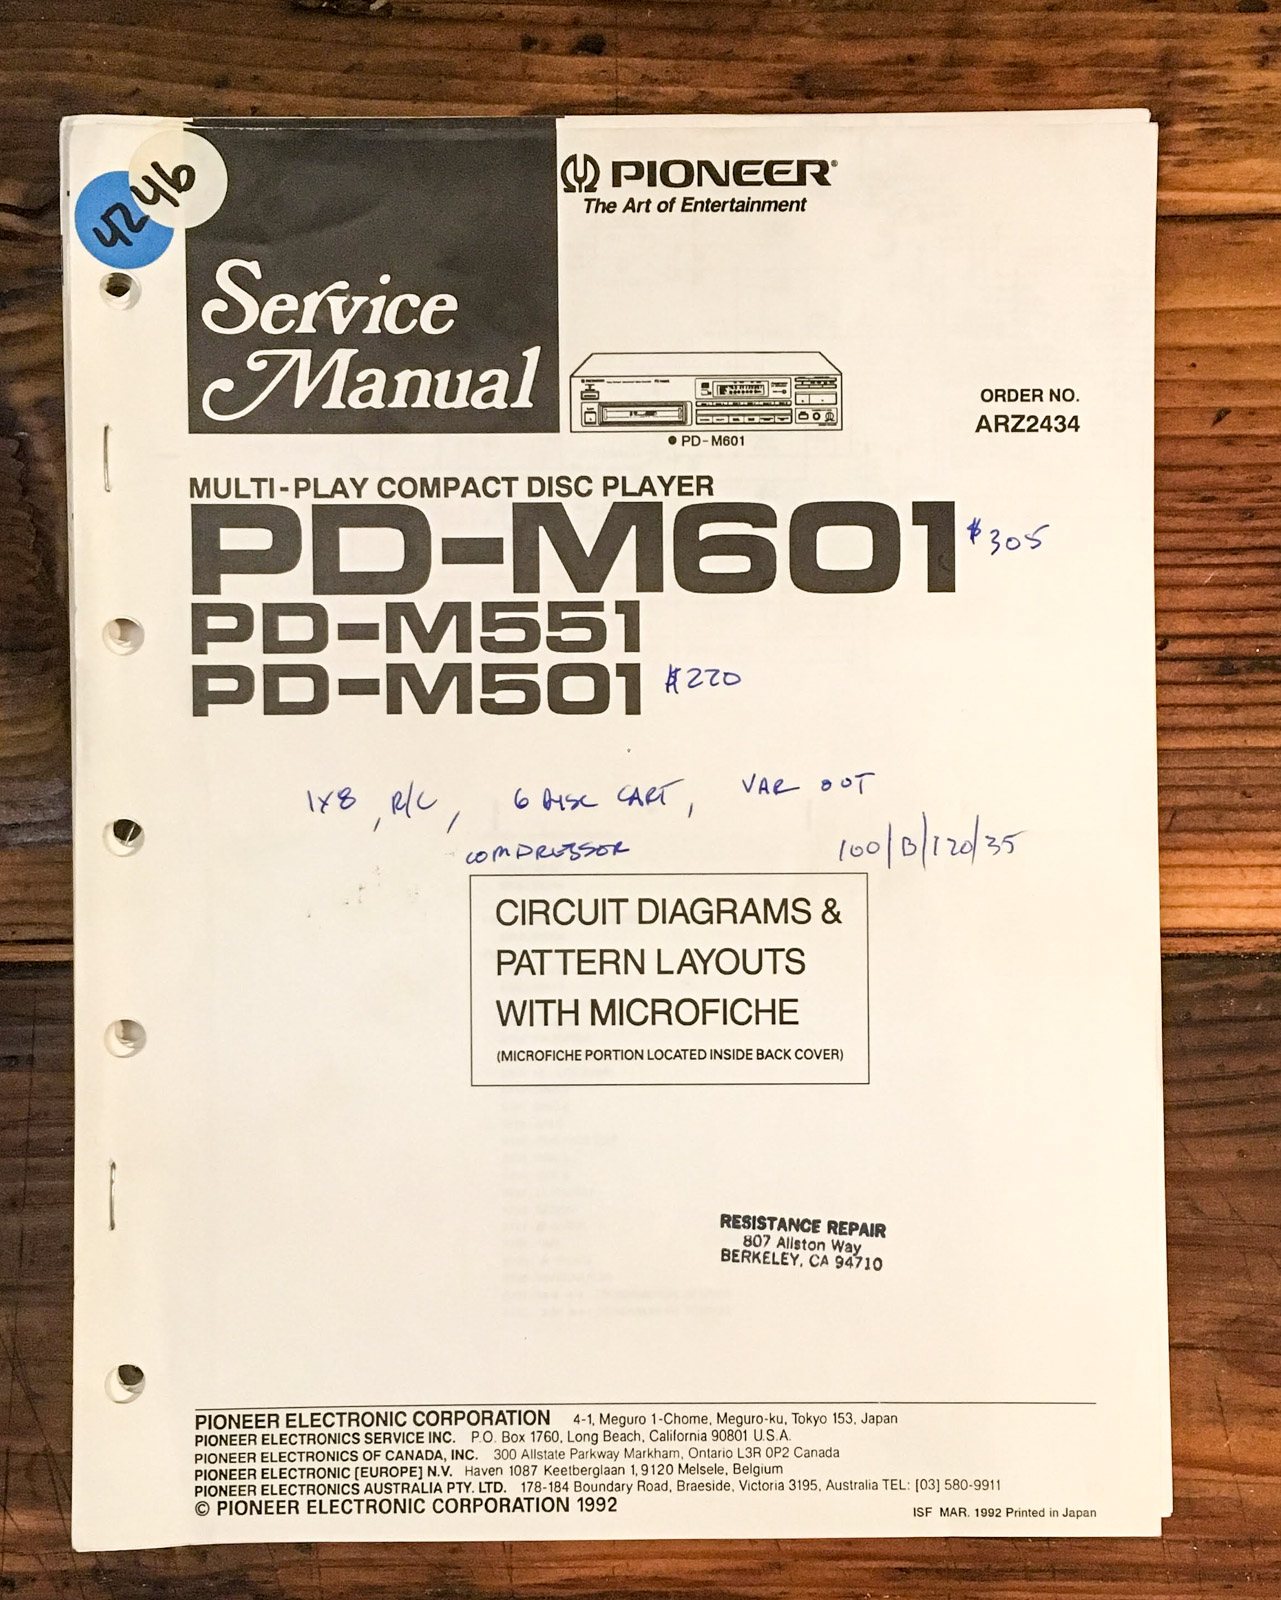 4246
PIONEER®
The Art of Entertainment
Service
Manual
PD-M601
ORDER NO.
ARZ2434
MULTI-PLAY COMPACT DISC PLAYER
PD-M601 $305
PD-M551
PD-M501 $220
1x8, R/C, 6 DISC CART, VAR OUT
COMPRESSOR 100/B/120/35
CIRCUIT DIAGRAMS &
PATTERN LAYOUTS
WITH MICROFICHE
(MICROFICHE PORTION LOCATED INSIDE BACK COVER)
RESISTANCE REPAIR
807 Allston Way
BERKELEY, CA 94710
PIONEER ELECTRONIC CORPORATION 4-1, Meguro 1-Chome, Meguro-ku, Tokyo 153, Japan
PIONEER ELECTRONICS SERVICE INC. P.O. Box 1760, Long Beach, California 90801 U.S.A.
PIONEER ELECTRONICS OF CANADA, INC. 300 Allstate Parkway Markham, Ontario L3R 0P2 Canada
PIONEER ELECTRONIC [EUROPE] N.V. Haven 1087 Keetberglaan 1, 9120 Melsele, Belgium
PIONEER ELECTRONICS AUSTRALIA PTY. LTD. 178-184 Boundary Road, Braeside, Victoria 3195, Australia TEL: [03] 580-9911
© PIONEER ELECTRONIC CORPORATION 1992
ISF MAR. 1992 Printed in Japan